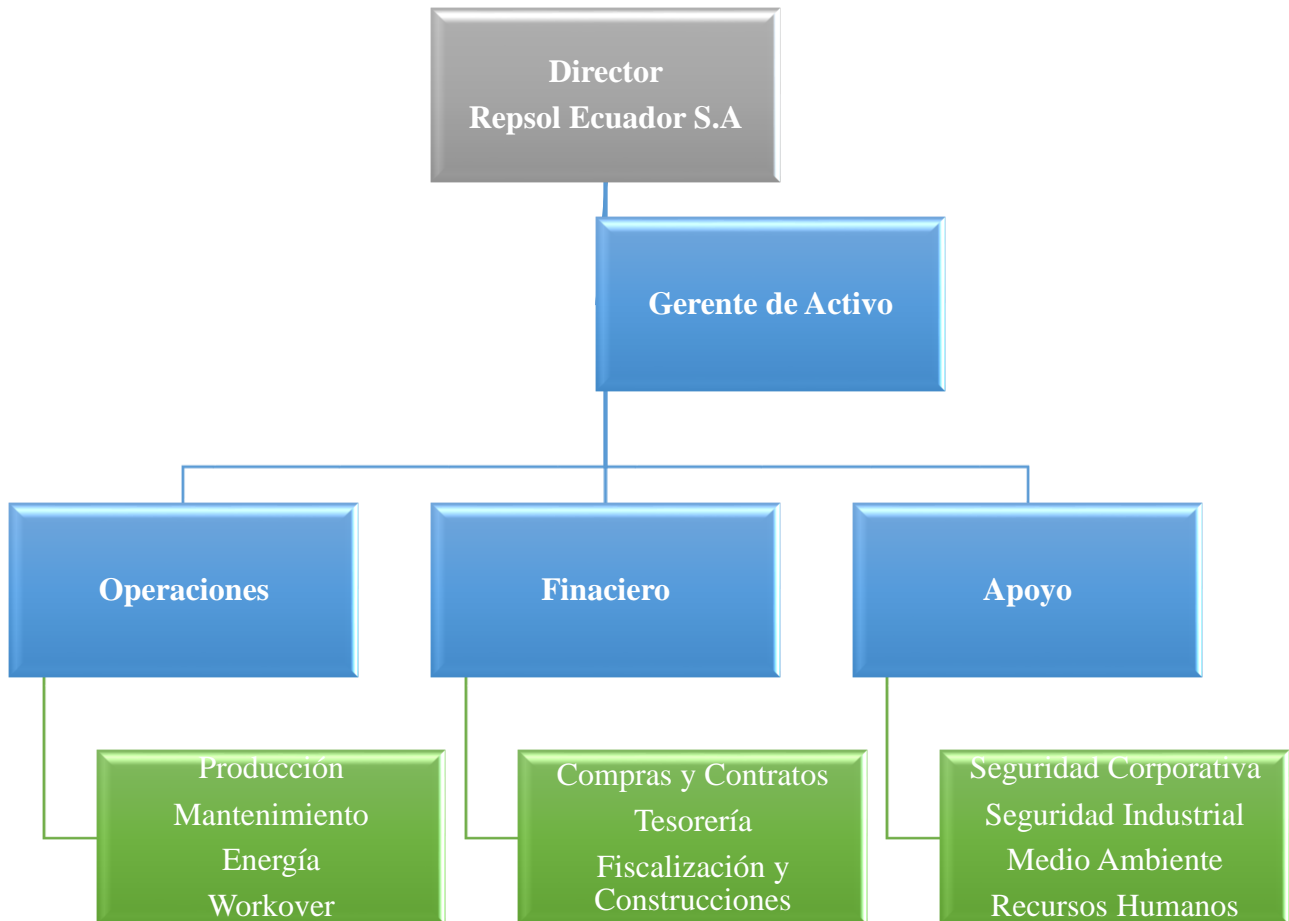 Director
Repsol Ecuador S.A
Gerente de Activo
Operaciones
Finaciero
Apoyo
Producción
Mantenimiento
Energía
Workover
Compras y Contratos
Tesorería
Fiscalización y
Construcciones
Seguridad Corporativa
Seguridad Industrial
Medio Ambiente
Recursos Humanos